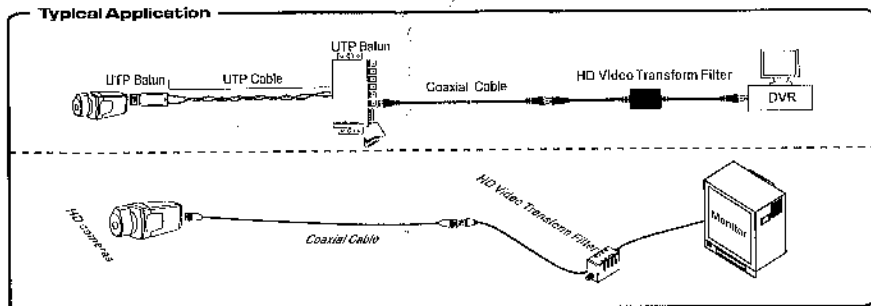 Typical Application
UTP Balun
UTP Balun
UTP Cable
Coaxial Cable
HD Video Transform Filter
DVR
HD cameras
Coaxial Cable
HD Video Transform Filter
Monitor